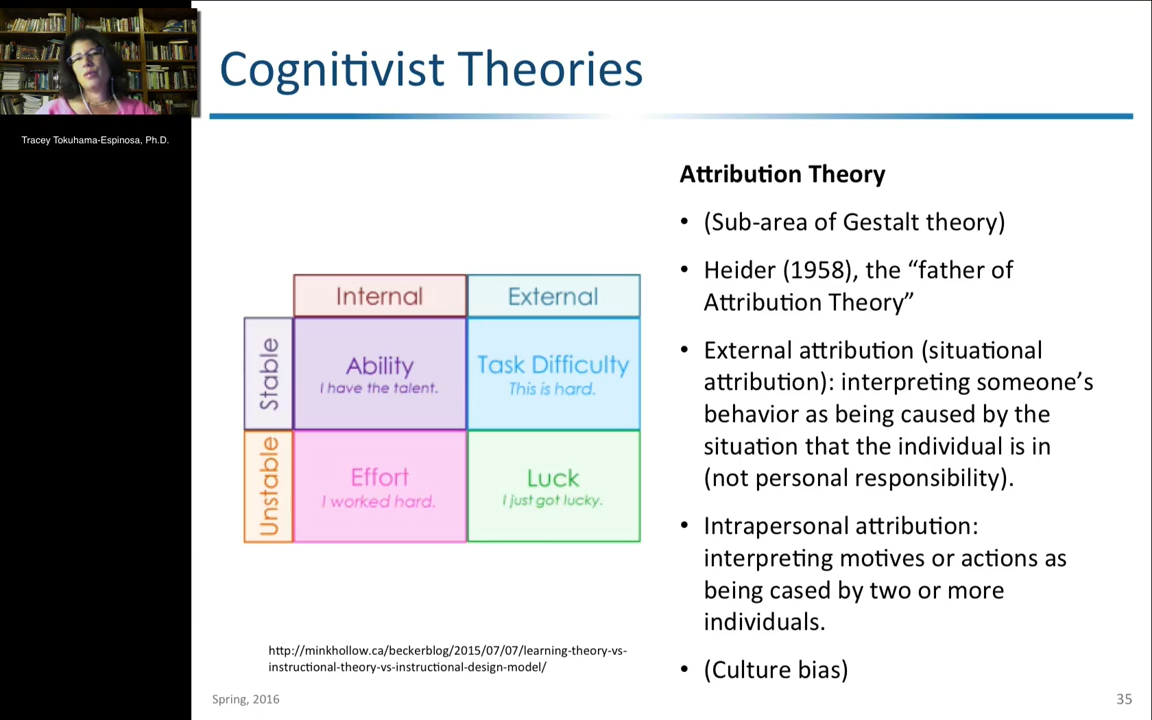 Cognitivist Theories
Tracey Tokuhama-Espinosa, Ph.D.
Internal
External
Stable
Ability
I have the talent.
Task Difficulty
This is hard.
Unstable
Effort
I worked hard.
Luck
I just got lucky.
http://minkhollow.ca/beckerblog/2015/07/07/learning-theory-vs-
instructional-theory-vs-instructional-design-model/
Attribution Theory
• (Sub-area of Gestalt theory)
• Heider (1958), the “father of
Attribution Theory”
• External attribution (situational
attribution): interpreting someone’s
behavior as being caused by the
situation that the individual is in
(not personal responsibility).
• Intrapersonal attribution:
interpreting motives or actions as
being cased by two or more
individuals.
• (Culture bias)
Spring, 2016
35